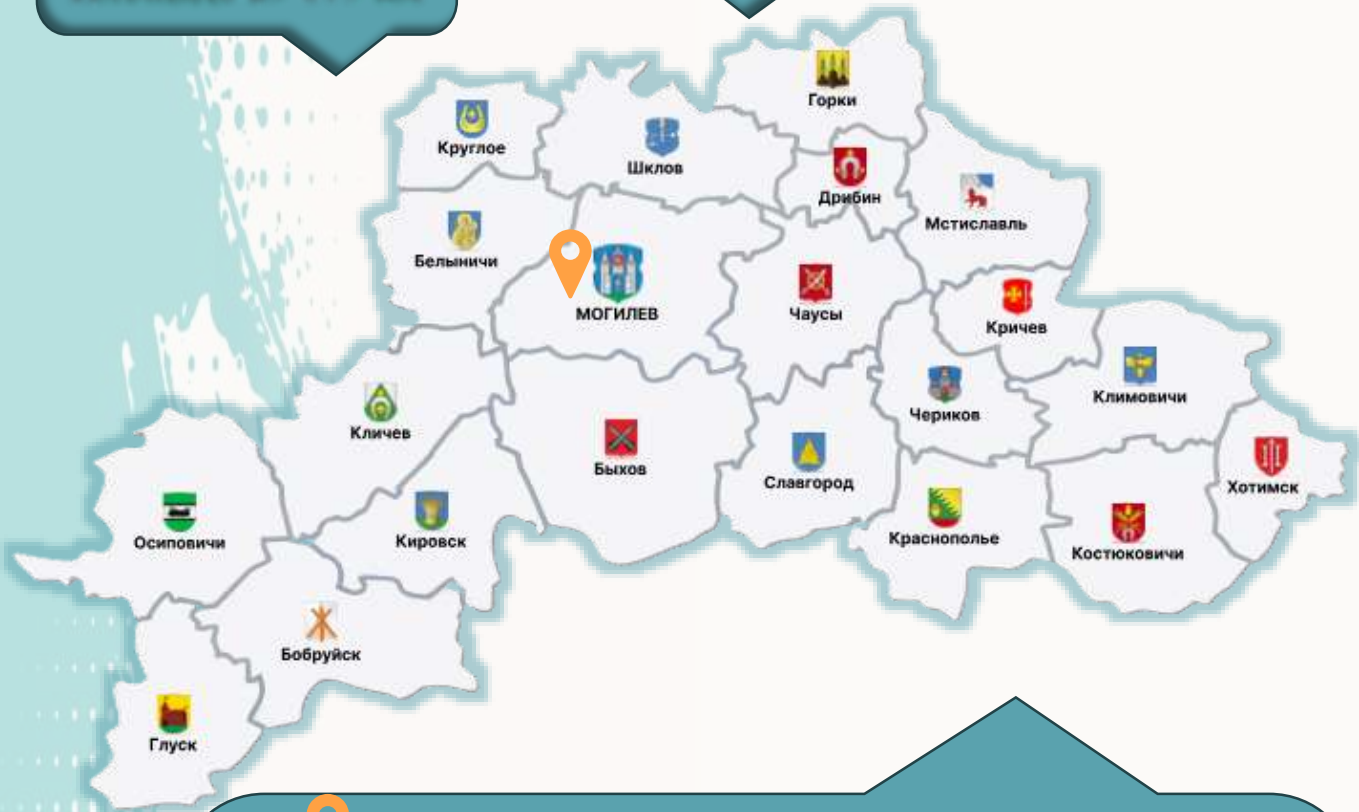 Горки
Круглое
Шклов
Дрибин
Мстиславль
Белыничи
МОГИЛЕВ
Чаусы
Кричев
Климовичи
Чериков
Кличев
Быхов
Славгород
Хотимск
Осиповичи
Кировск
Краснополье
Костюковичи
Бобруйск
Глуск